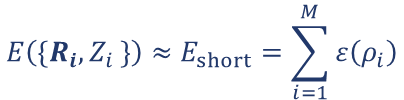 E({R_i, Z_i}) ≈ E_short = ∑_{i=1}^{M} ε(ρ_i)